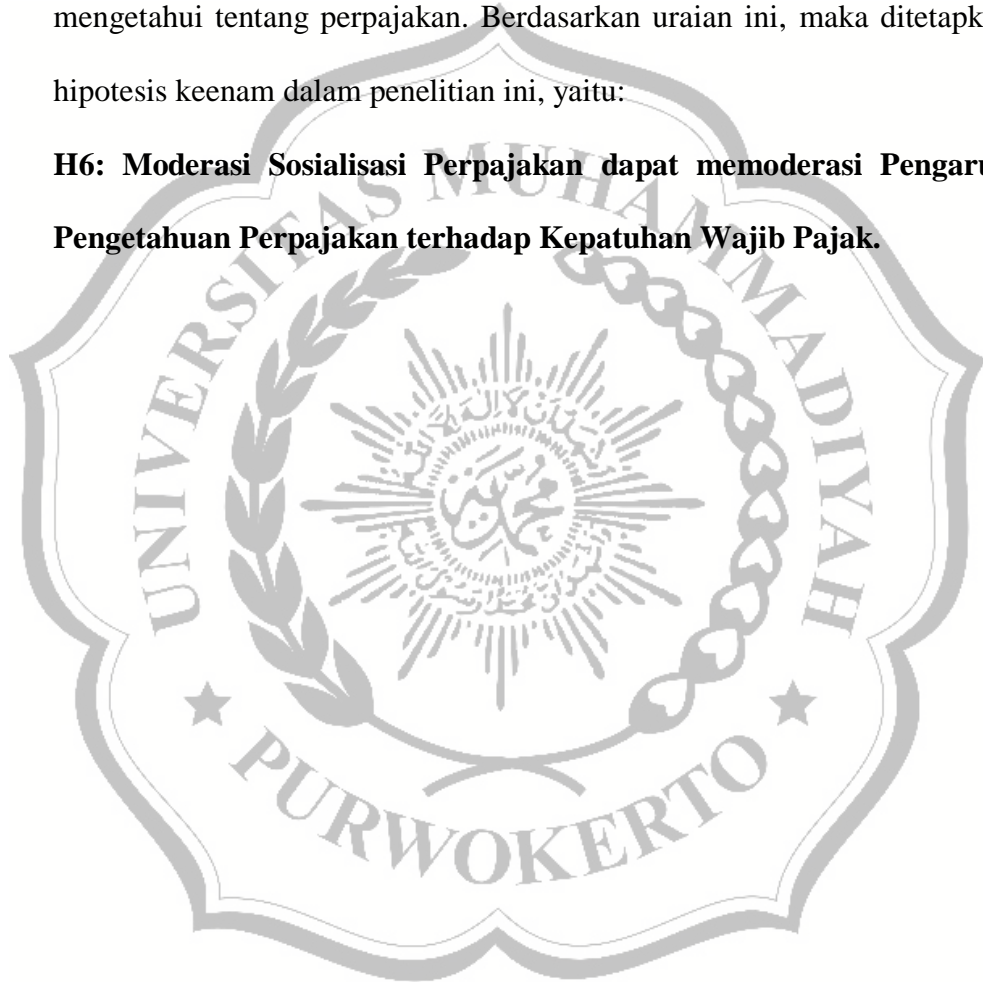 mengetahui tentang perpajakan. Berdasarkan uraian ini, maka ditetapk
hipotesis keenam dalam penelitian ini, yaitu:
H6: Moderasi Sosialisasi Perpajakan dapat memoderasi Pengaru
Pengetahuan Perpajakan terhadap Kepatuhan Wajib Pajak.
UNIVERSITAS MUHAMMADIYAH
PURWOKERTO